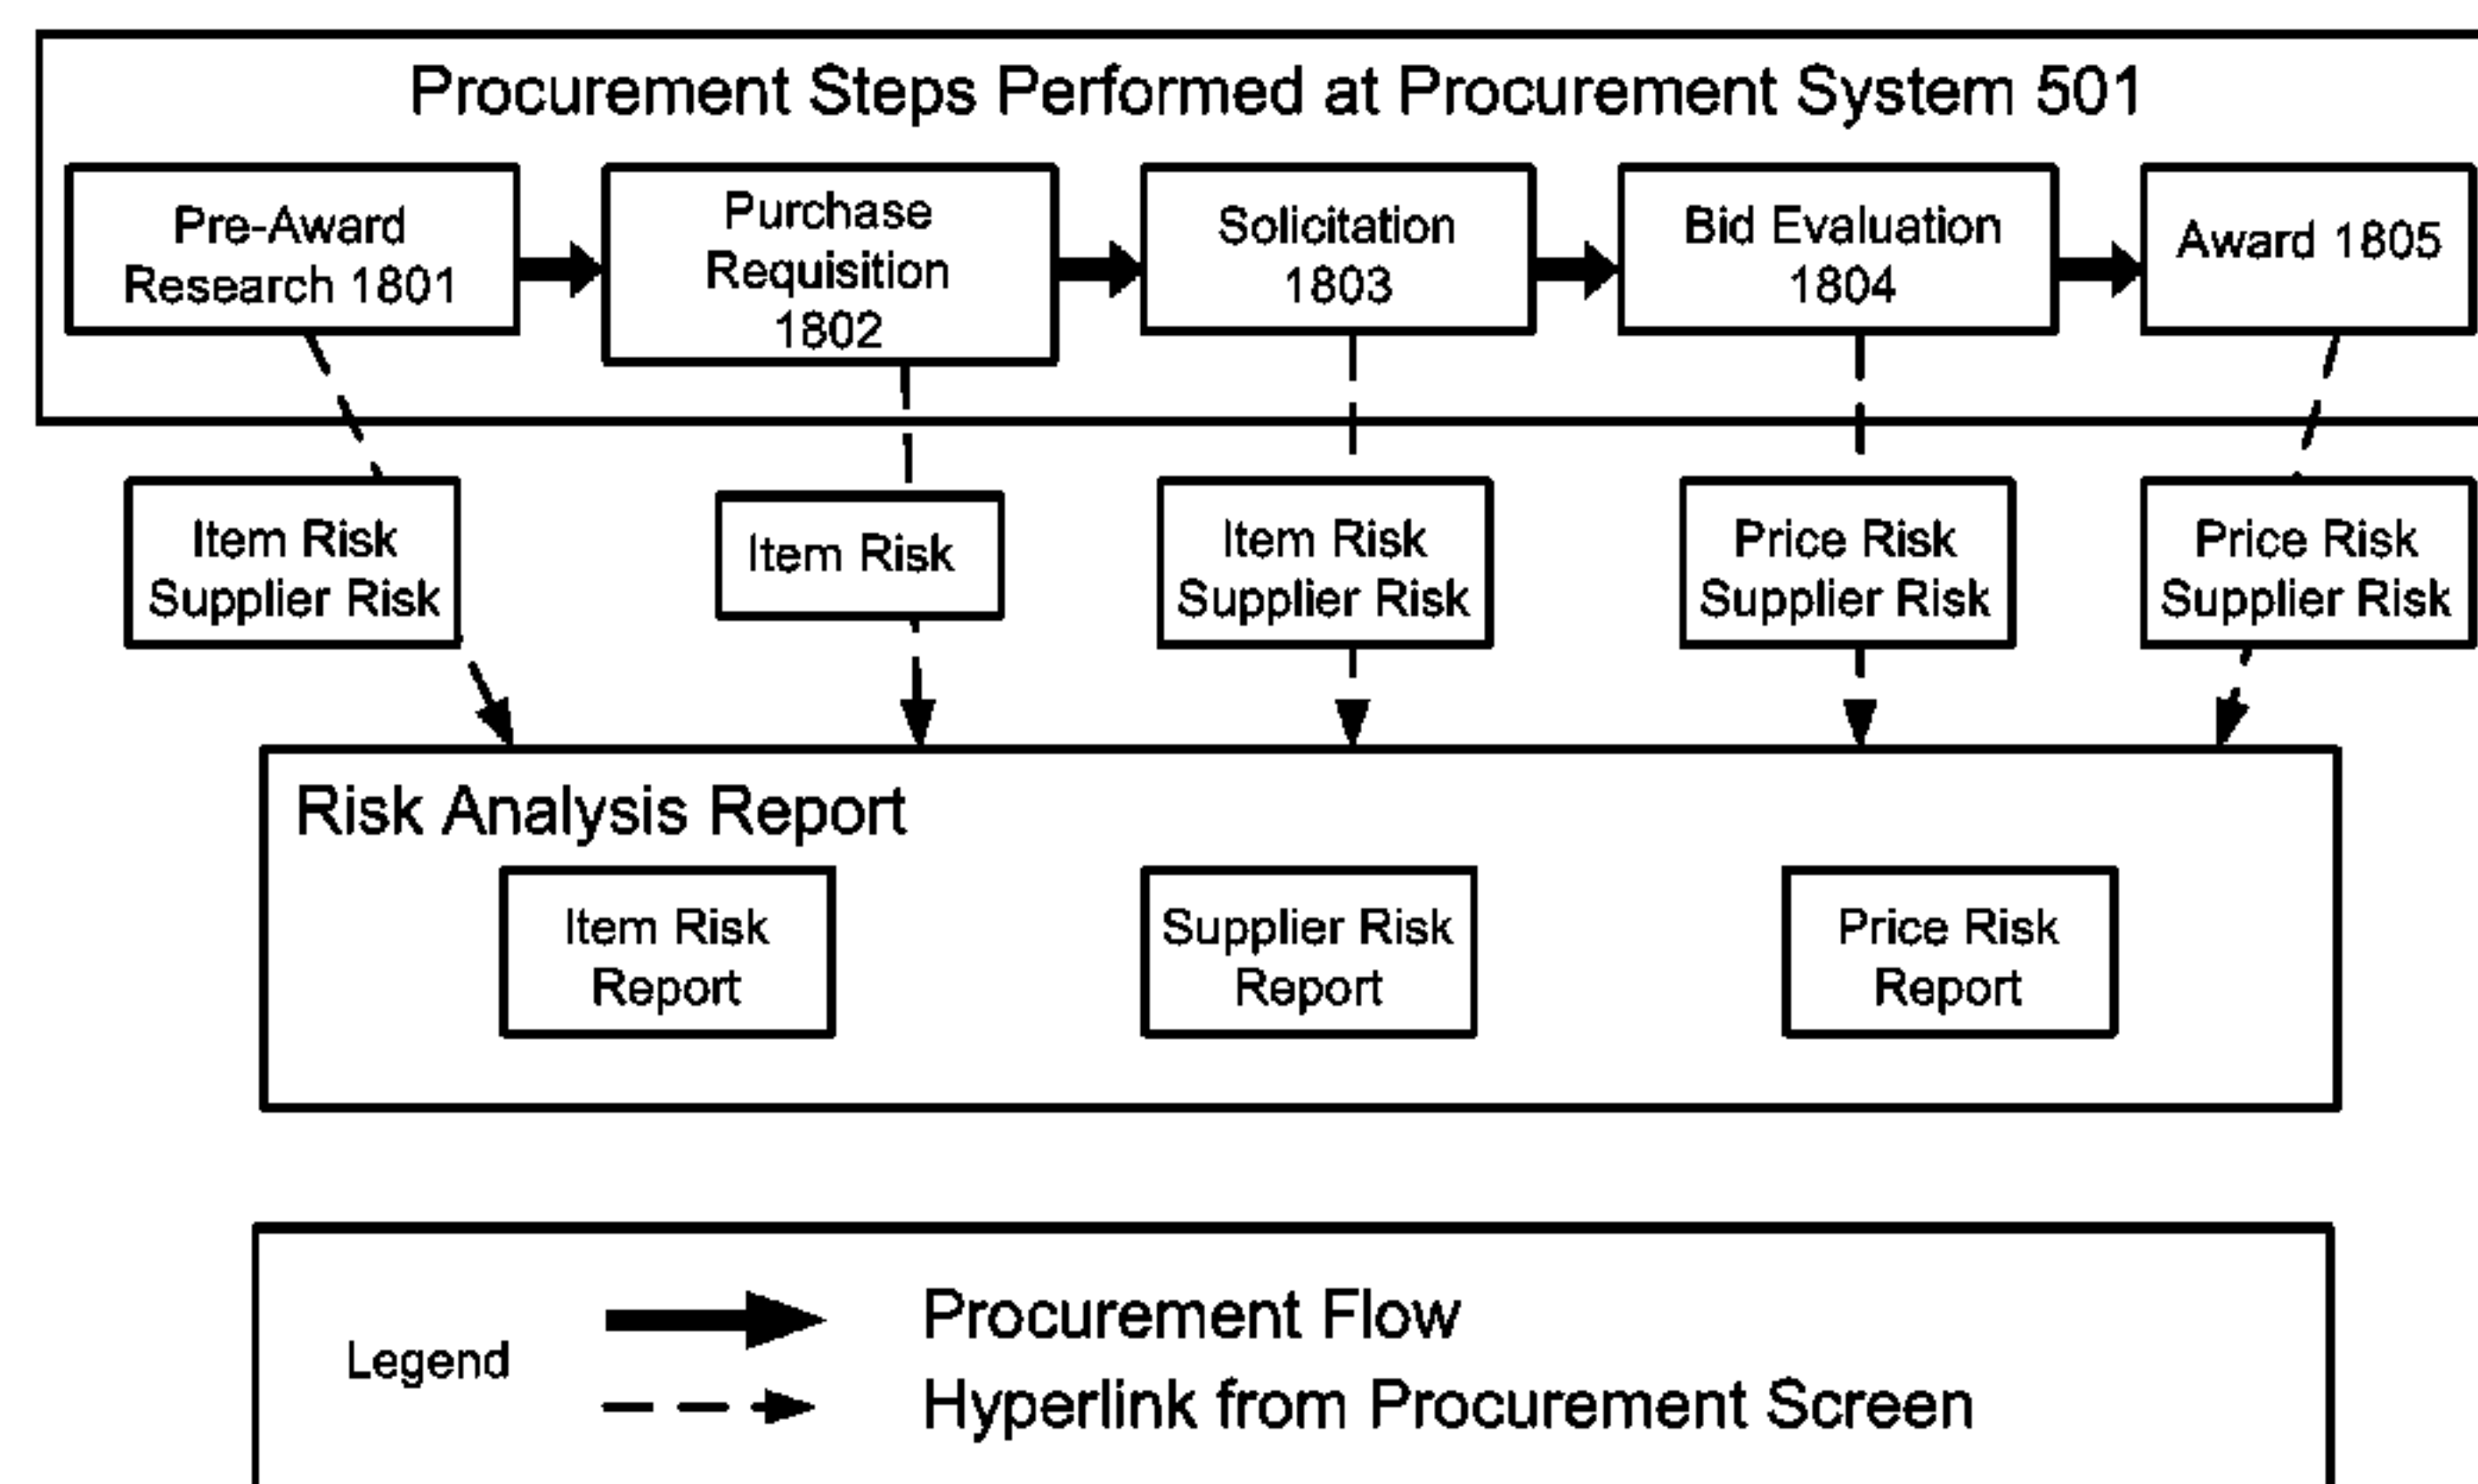 Procurement Steps Performed at Procurement System 501
Pre-Award
Research 1801
Purchase
Requisition
1802
Solicitation
1803
Bid Evaluation
1804
Award 1805
Item Risk
Supplier Risk
Item Risk
Item Risk
Supplier Risk
Price Risk
Supplier Risk
Price Risk
Supplier Risk
Risk Analysis Report
Item Risk
Report
Supplier Risk
Report
Price Risk
Report
Legend
Procurement Flow
Hyperlink from Procurement Screen